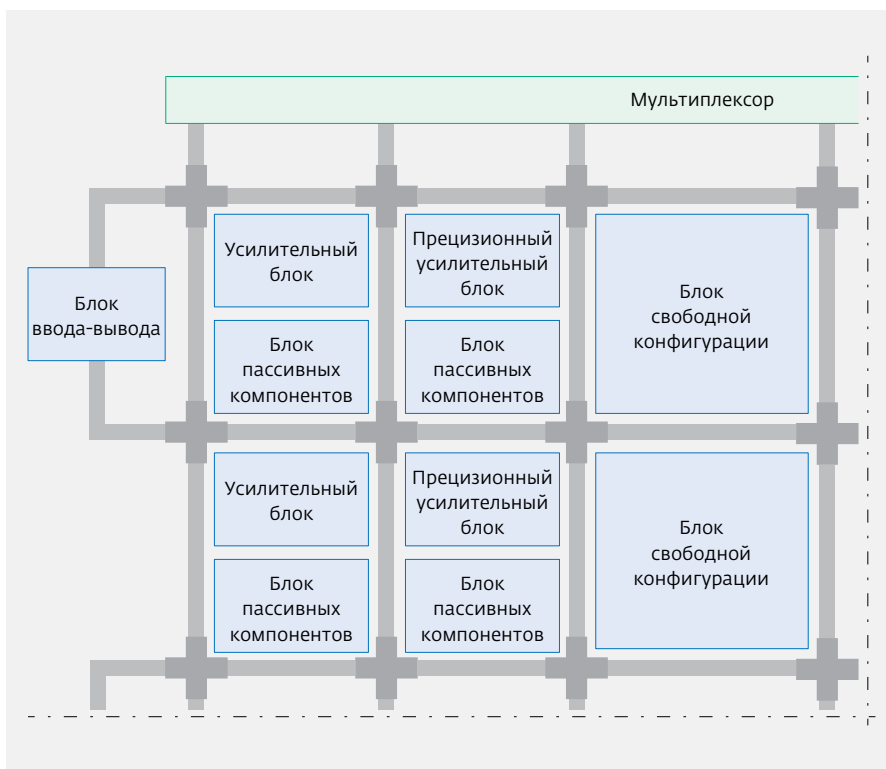 Мультиплексор
Усилительный
блок
Прецизионный
усилительный
блок
Блок
свободной
конфигурации
Блок
ввода-вывода
Блок
пассивных
компонентов
Блок
пассивных
компонентов
Усилительный
блок
Прецизионный
усилительный
блок
Блок
свободной
конфигурации
Блок
пассивных
компонентов
Блок
пассивных
компонентов